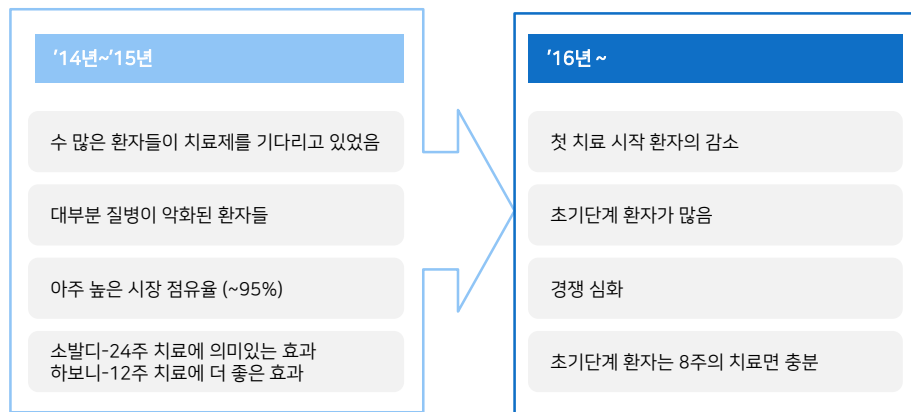 ’14년~’15년
수 많은 환자들이 치료제를 기다리고 있었음
대부분 질병이 악화된 환자들
아주 높은 시장 점유율 (~95%)
소발디-24주 치료에 의미있는 효과
하보니-12주 치료에 더 좋은 효과
’16년 ~
첫 치료 시작 환자의 감소
초기단계 환자가 많음
경쟁 심화
초기단계 환자는 8주의 치료면 충분